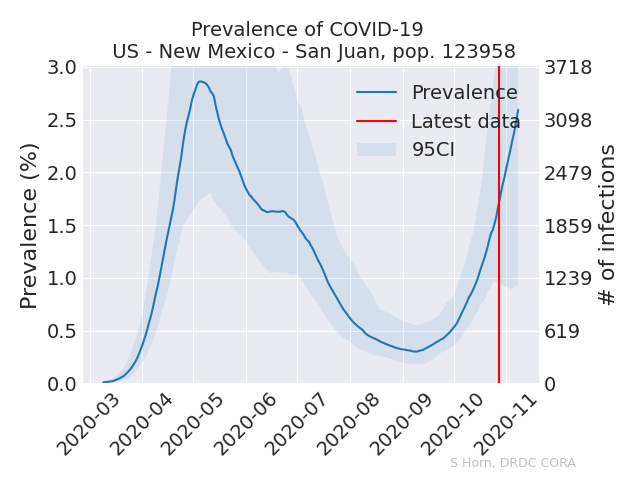 Prevalence of COVID-19
US - New Mexico - San Juan, pop. 123958
Prevalence (%)
3.0
2.5
2.0
1.5
1.0
0.5
0.0
3718
3098
2479
1859
1239
619
0
# of infections
Prevalence
Latest data
95CI
2020-03
2020-04
2020-05
2020-06
2020-07
2020-08
2020-09
2020-10
2020-11
S Horn, DRDC CORA